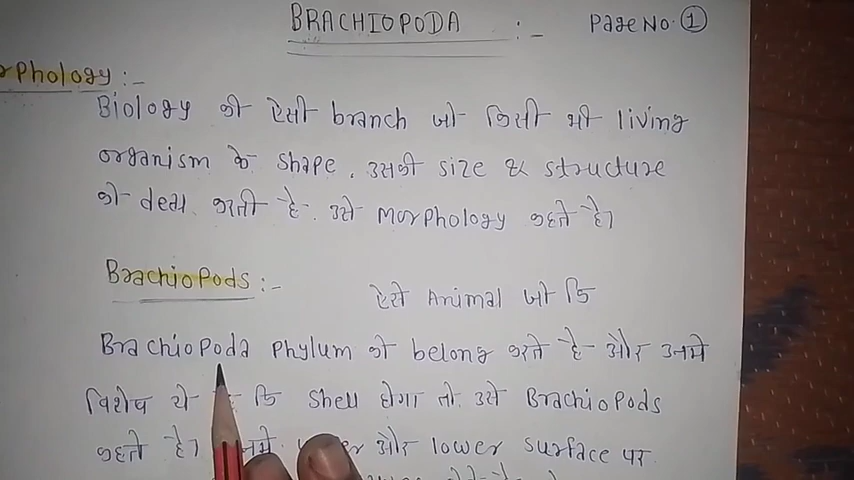 BRACHIOPODA :- Page No. ①
rphology :-
Biology की ऐसी branch जो किसी भी living
organism के shape, उसकी size & structure
को deal करती है. उसे Morphology कहते है।
BrachioPods :-
ऐसे Animal जो कि
BrachioPoda Phylum को belong करते है और उनमे
विशेष ये कि shell होगा तो उसे BrachioPods
कहते है। और lower surface पर